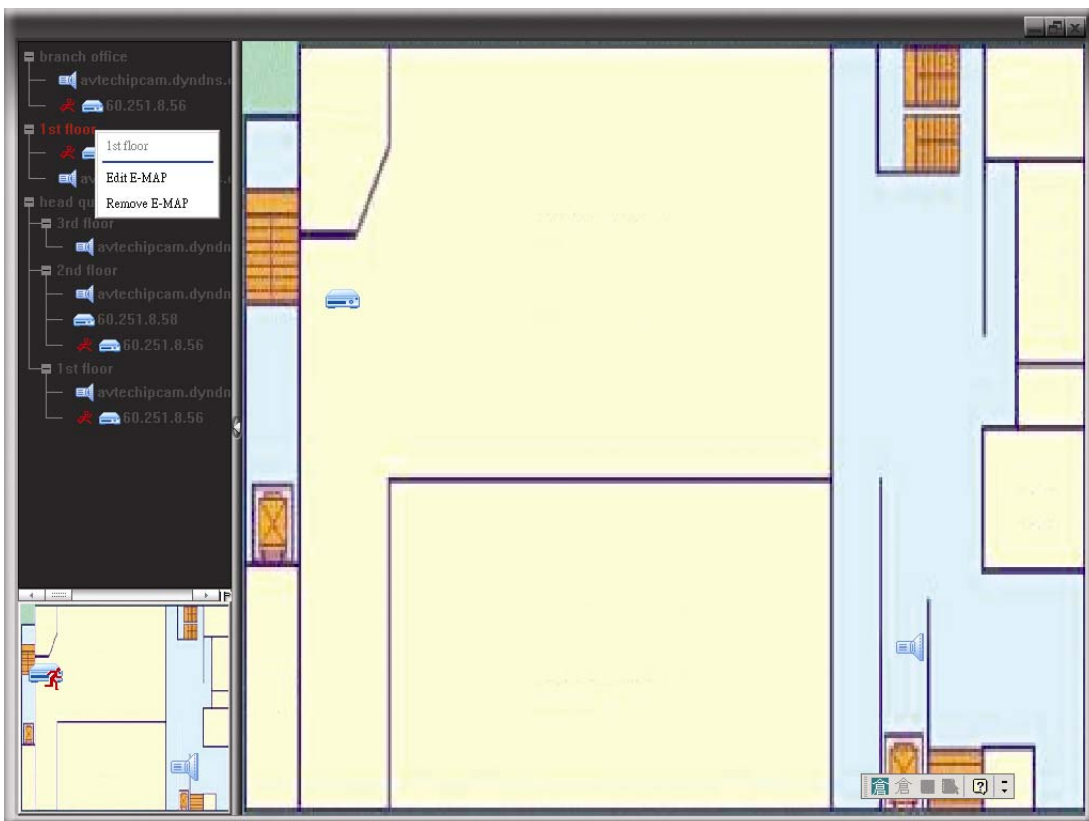 branch office
avtechipcam.dyndns.
60.251.8.56
1st floor
1st floor
Edit E-MAP
Remove E-MAP
head qu
3rd floor
avtechipcam.dyndn
2nd floor
avtechipcam.dyndn
60.251.8.58
60.251.8.56
1st floor
avtechipcam.dyndn
60.251.8.56
倉 倉